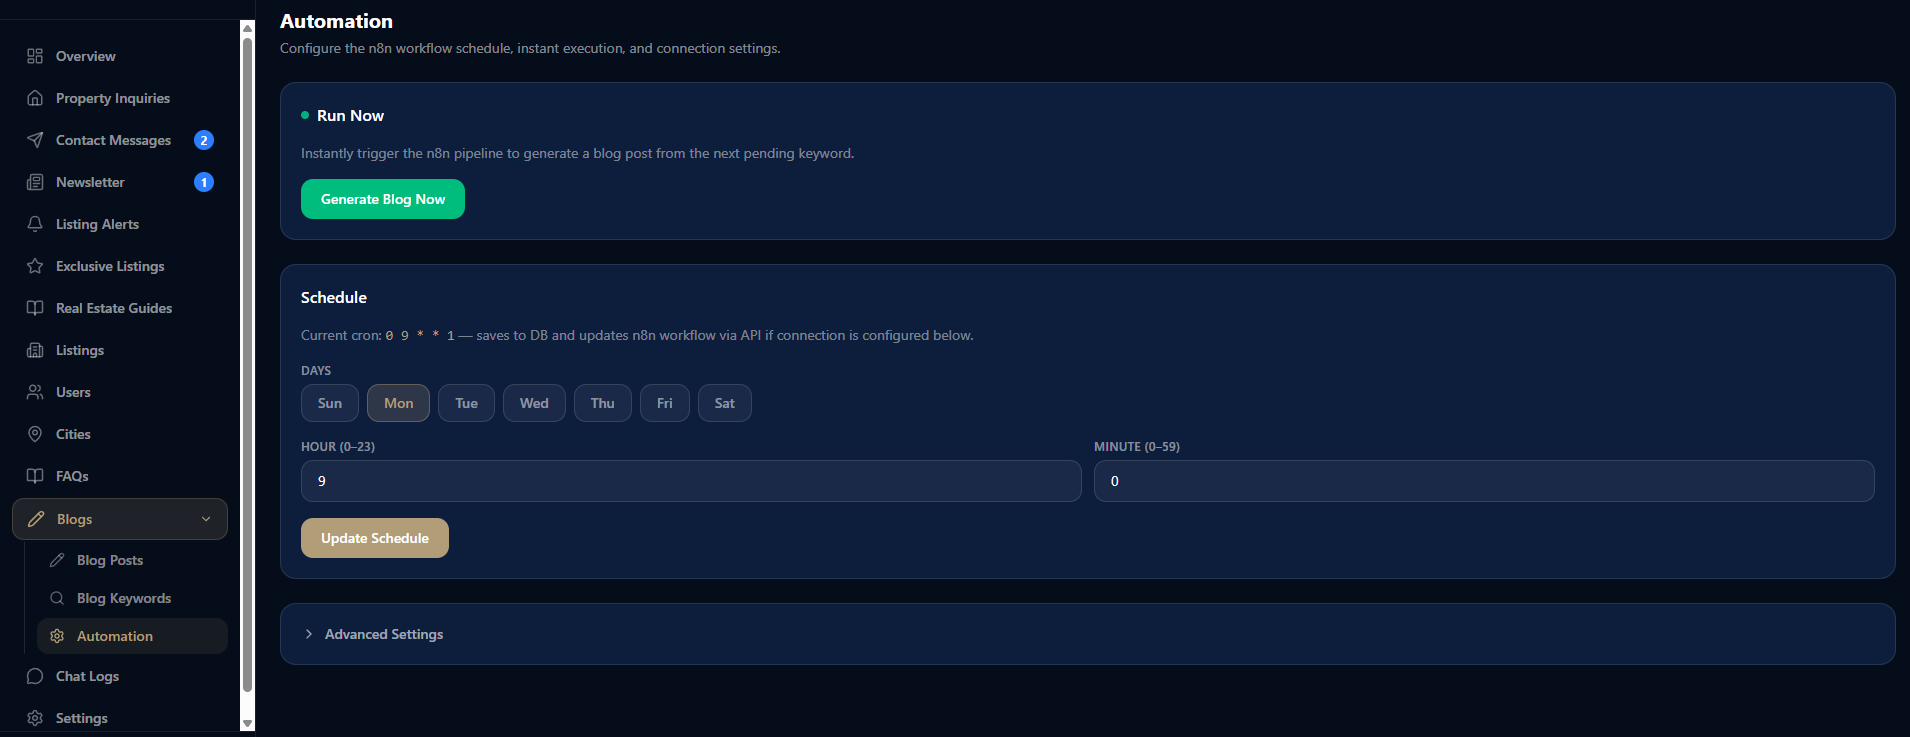 Overview
Property Inquiries
Contact Messages 2
Newsletter 1
Listing Alerts
Exclusive Listings
Real Estate Guides
Listings
Users
Cities
FAQs
Blogs
Blog Posts
Blog Keywords
Automation
Chat Logs
Settings
Automation
Configure the n8n workflow schedule, instant execution, and connection settings.
Run Now
Instantly trigger the n8n pipeline to generate a blog post from the next pending keyword.
Generate Blog Now
Schedule
Current cron: 0 9 * * 1 — saves to DB and updates n8n workflow via API if connection is configured below.
DAYS
Sun Mon Tue Wed Thu Fri Sat
HOUR (0–23) MINUTE (0–59)
9 0
Update Schedule
Advanced Settings